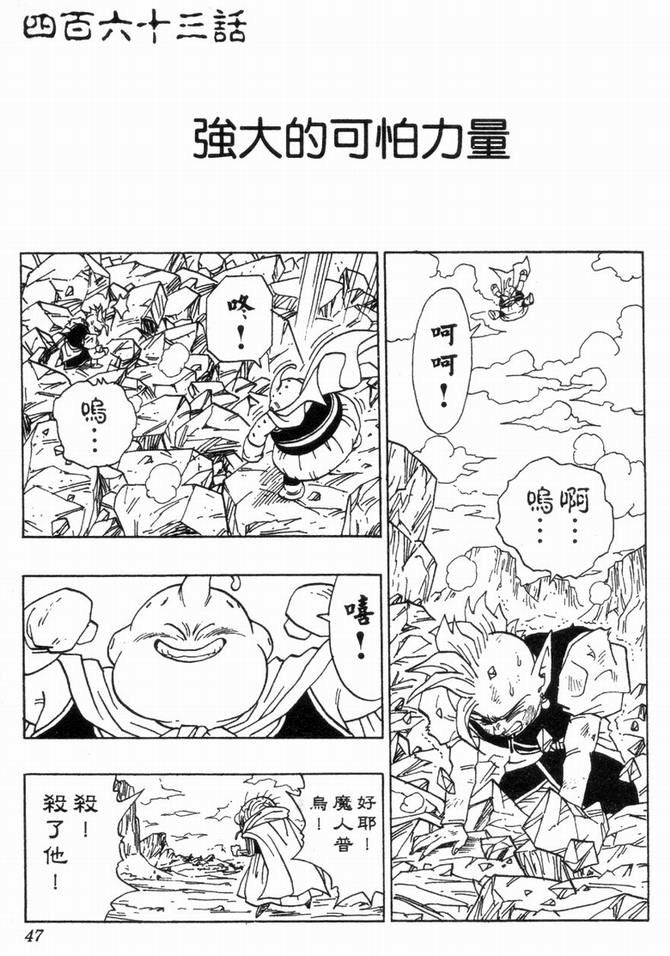 四百六十三話
強大的可怕力量
呵呵！
啊……
嗚……
咚！
嗚……
嘻！
好耶！
魔人普
烏！
殺！
殺了他！
47